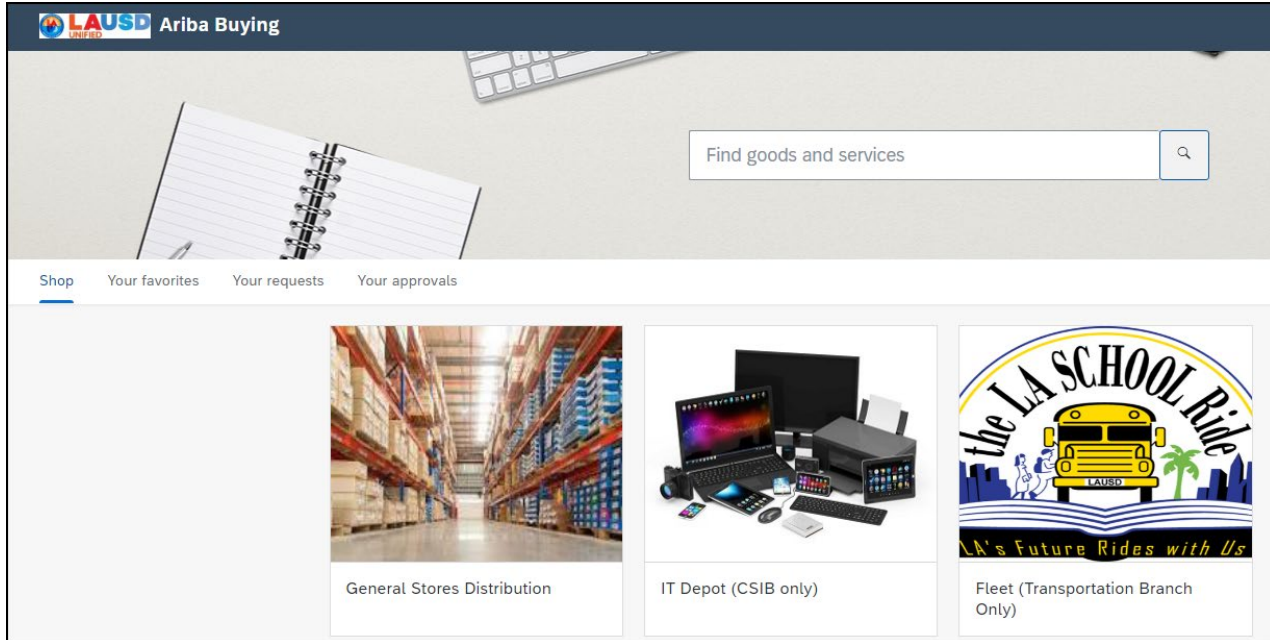 LAUSD
UNIFIED
Ariba Buying
Find goods and services
Shop
Your favorites
Your requests
Your approvals
the LA SCHOOL Ride
LAUSD
LA's Future Rides with Us
General Stores Distribution
IT Depot (CSIB only)
Fleet (Transportation Branch
Only)